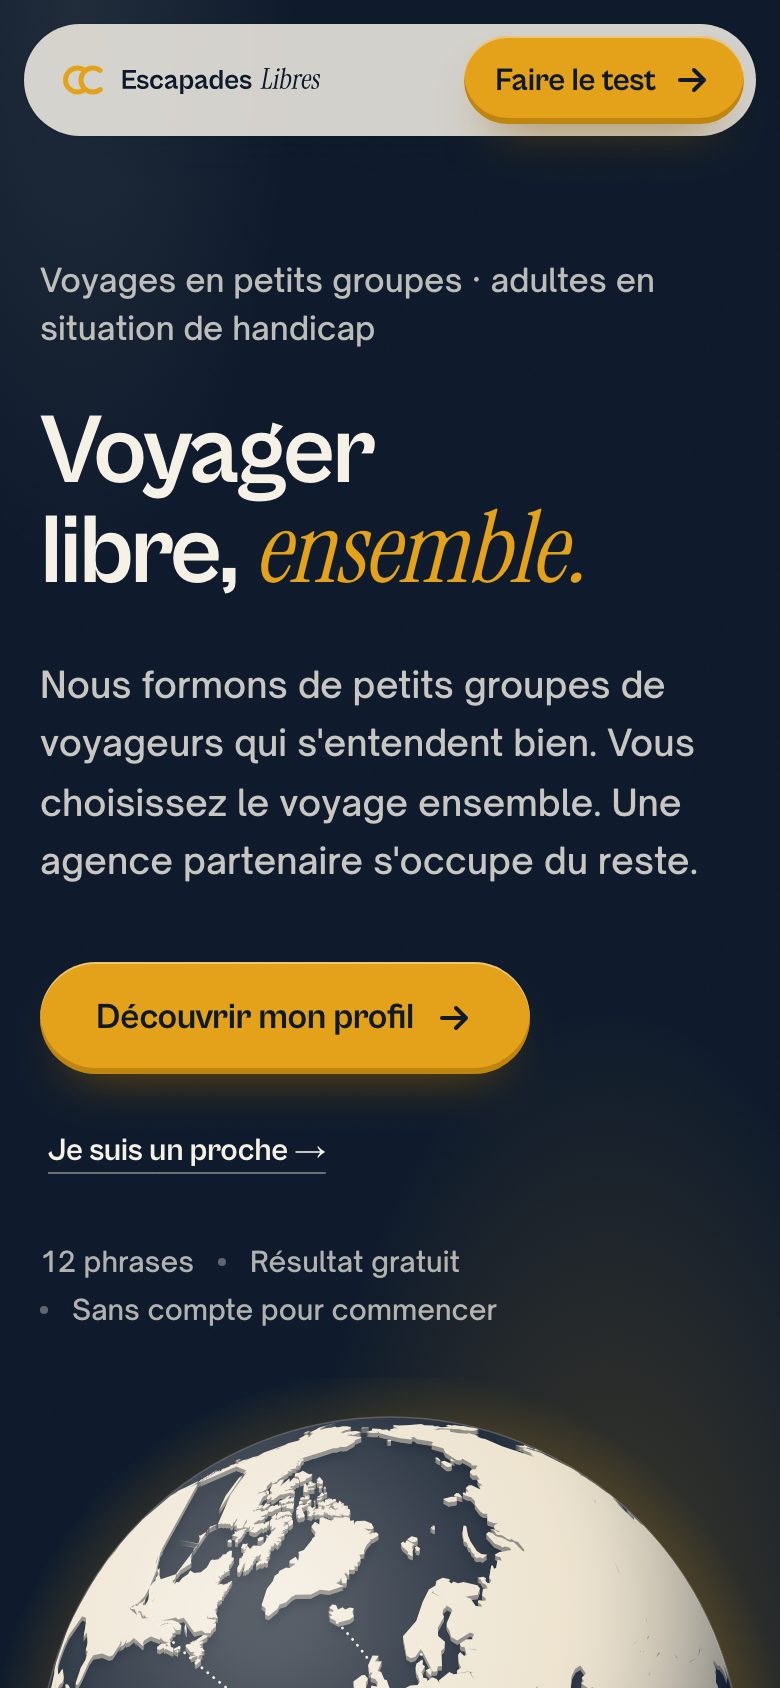 Escapades Libres
Faire le test →
Voyages en petits groupes · adultes en
situation de handicap
Voyager
libre, ensemble.
Nous formons de petits groupes de
voyageurs qui s'entendent bien. Vous
choisissez le voyage ensemble. Une
agence partenaire s'occupe du reste.
Découvrir mon profil →
Je suis un proche →
12 phrases • Résultat gratuit
• Sans compte pour commencer